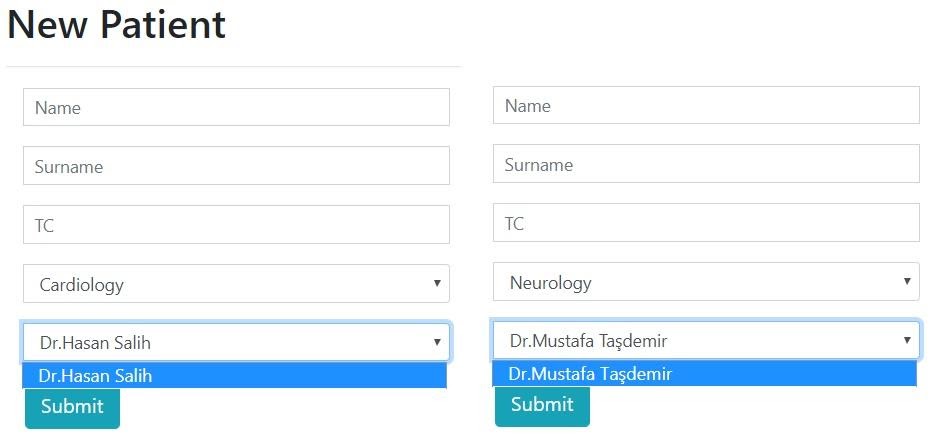 New Patient
Name
Surname
TC
Cardiology
Dr.Hasan Salih
Dr.Hasan Salih
Submit
Name
Surname
TC
Neurology
Dr.Mustafa Taşdemir
Dr.Mustafa Taşdemir
Submit